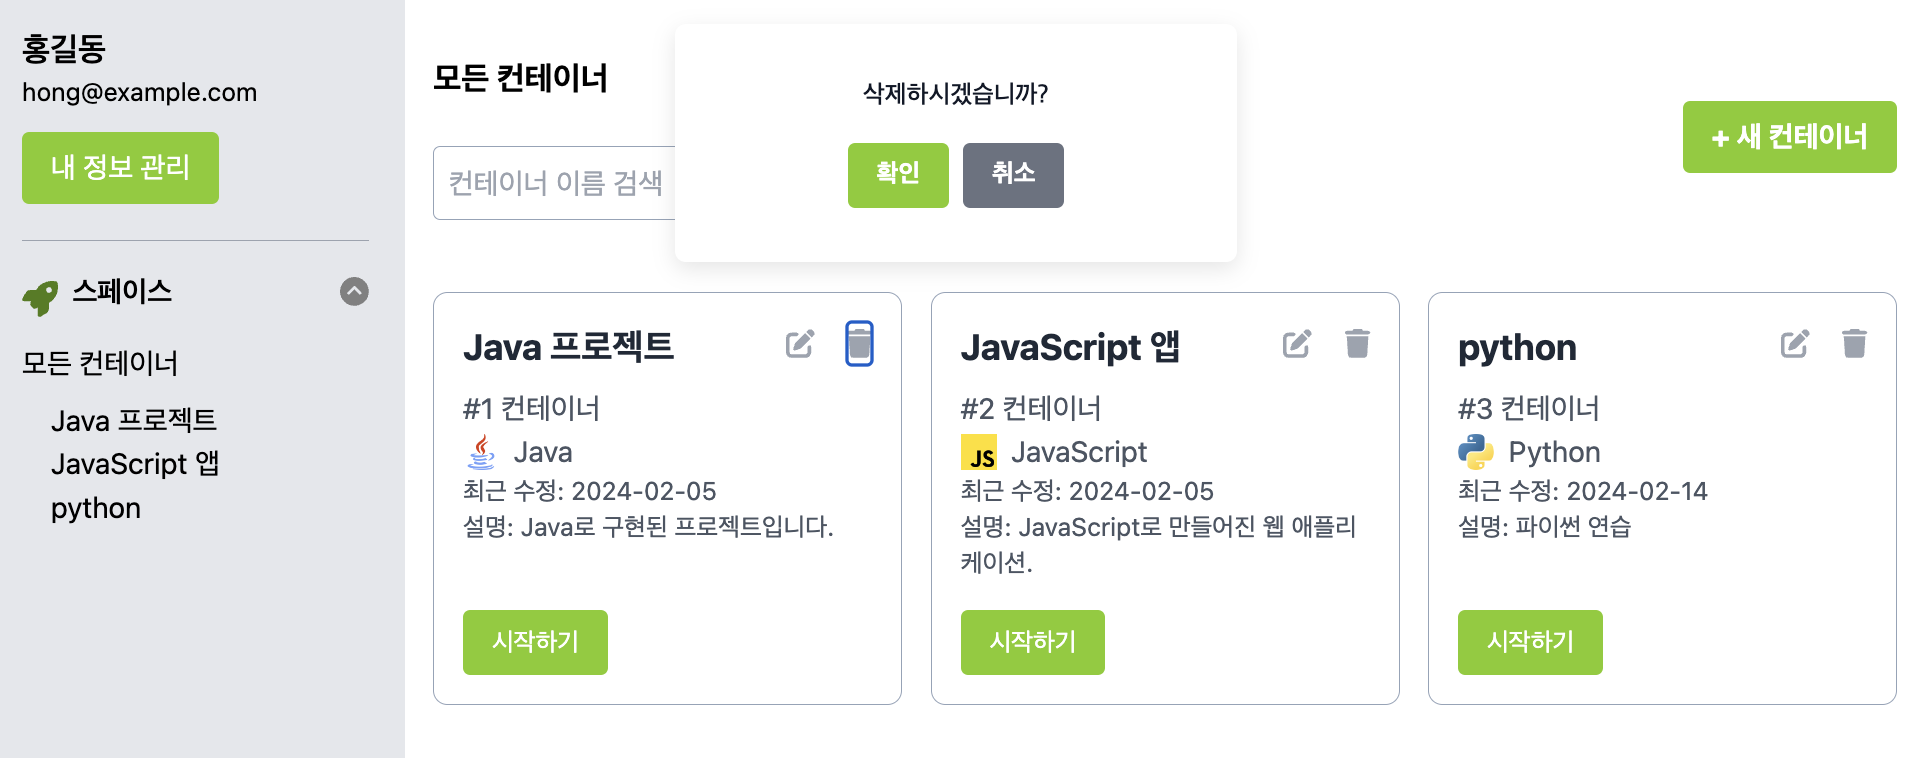 홍길동
hong@example.com
내 정보 관리
스페이스
모든 컨테이너
Java 프로젝트
JavaScript 앱
python
모든 컨테이너
컨테이너 이름 검색
삭제하시겠습니까?
확인
취소
+ 새 컨테이너
Java 프로젝트
#1 컨테이너
Java
최근 수정: 2024-02-05
설명: Java로 구현된 프로젝트입니다.
시작하기
JavaScript 앱
#2 컨테이너
JS
JavaScript
최근 수정: 2024-02-05
설명: JavaScript로 만들어진 웹 애플리
케이션.
시작하기
python
#3 컨테이너
Python
최근 수정: 2024-02-14
설명: 파이썬 연습
시작하기